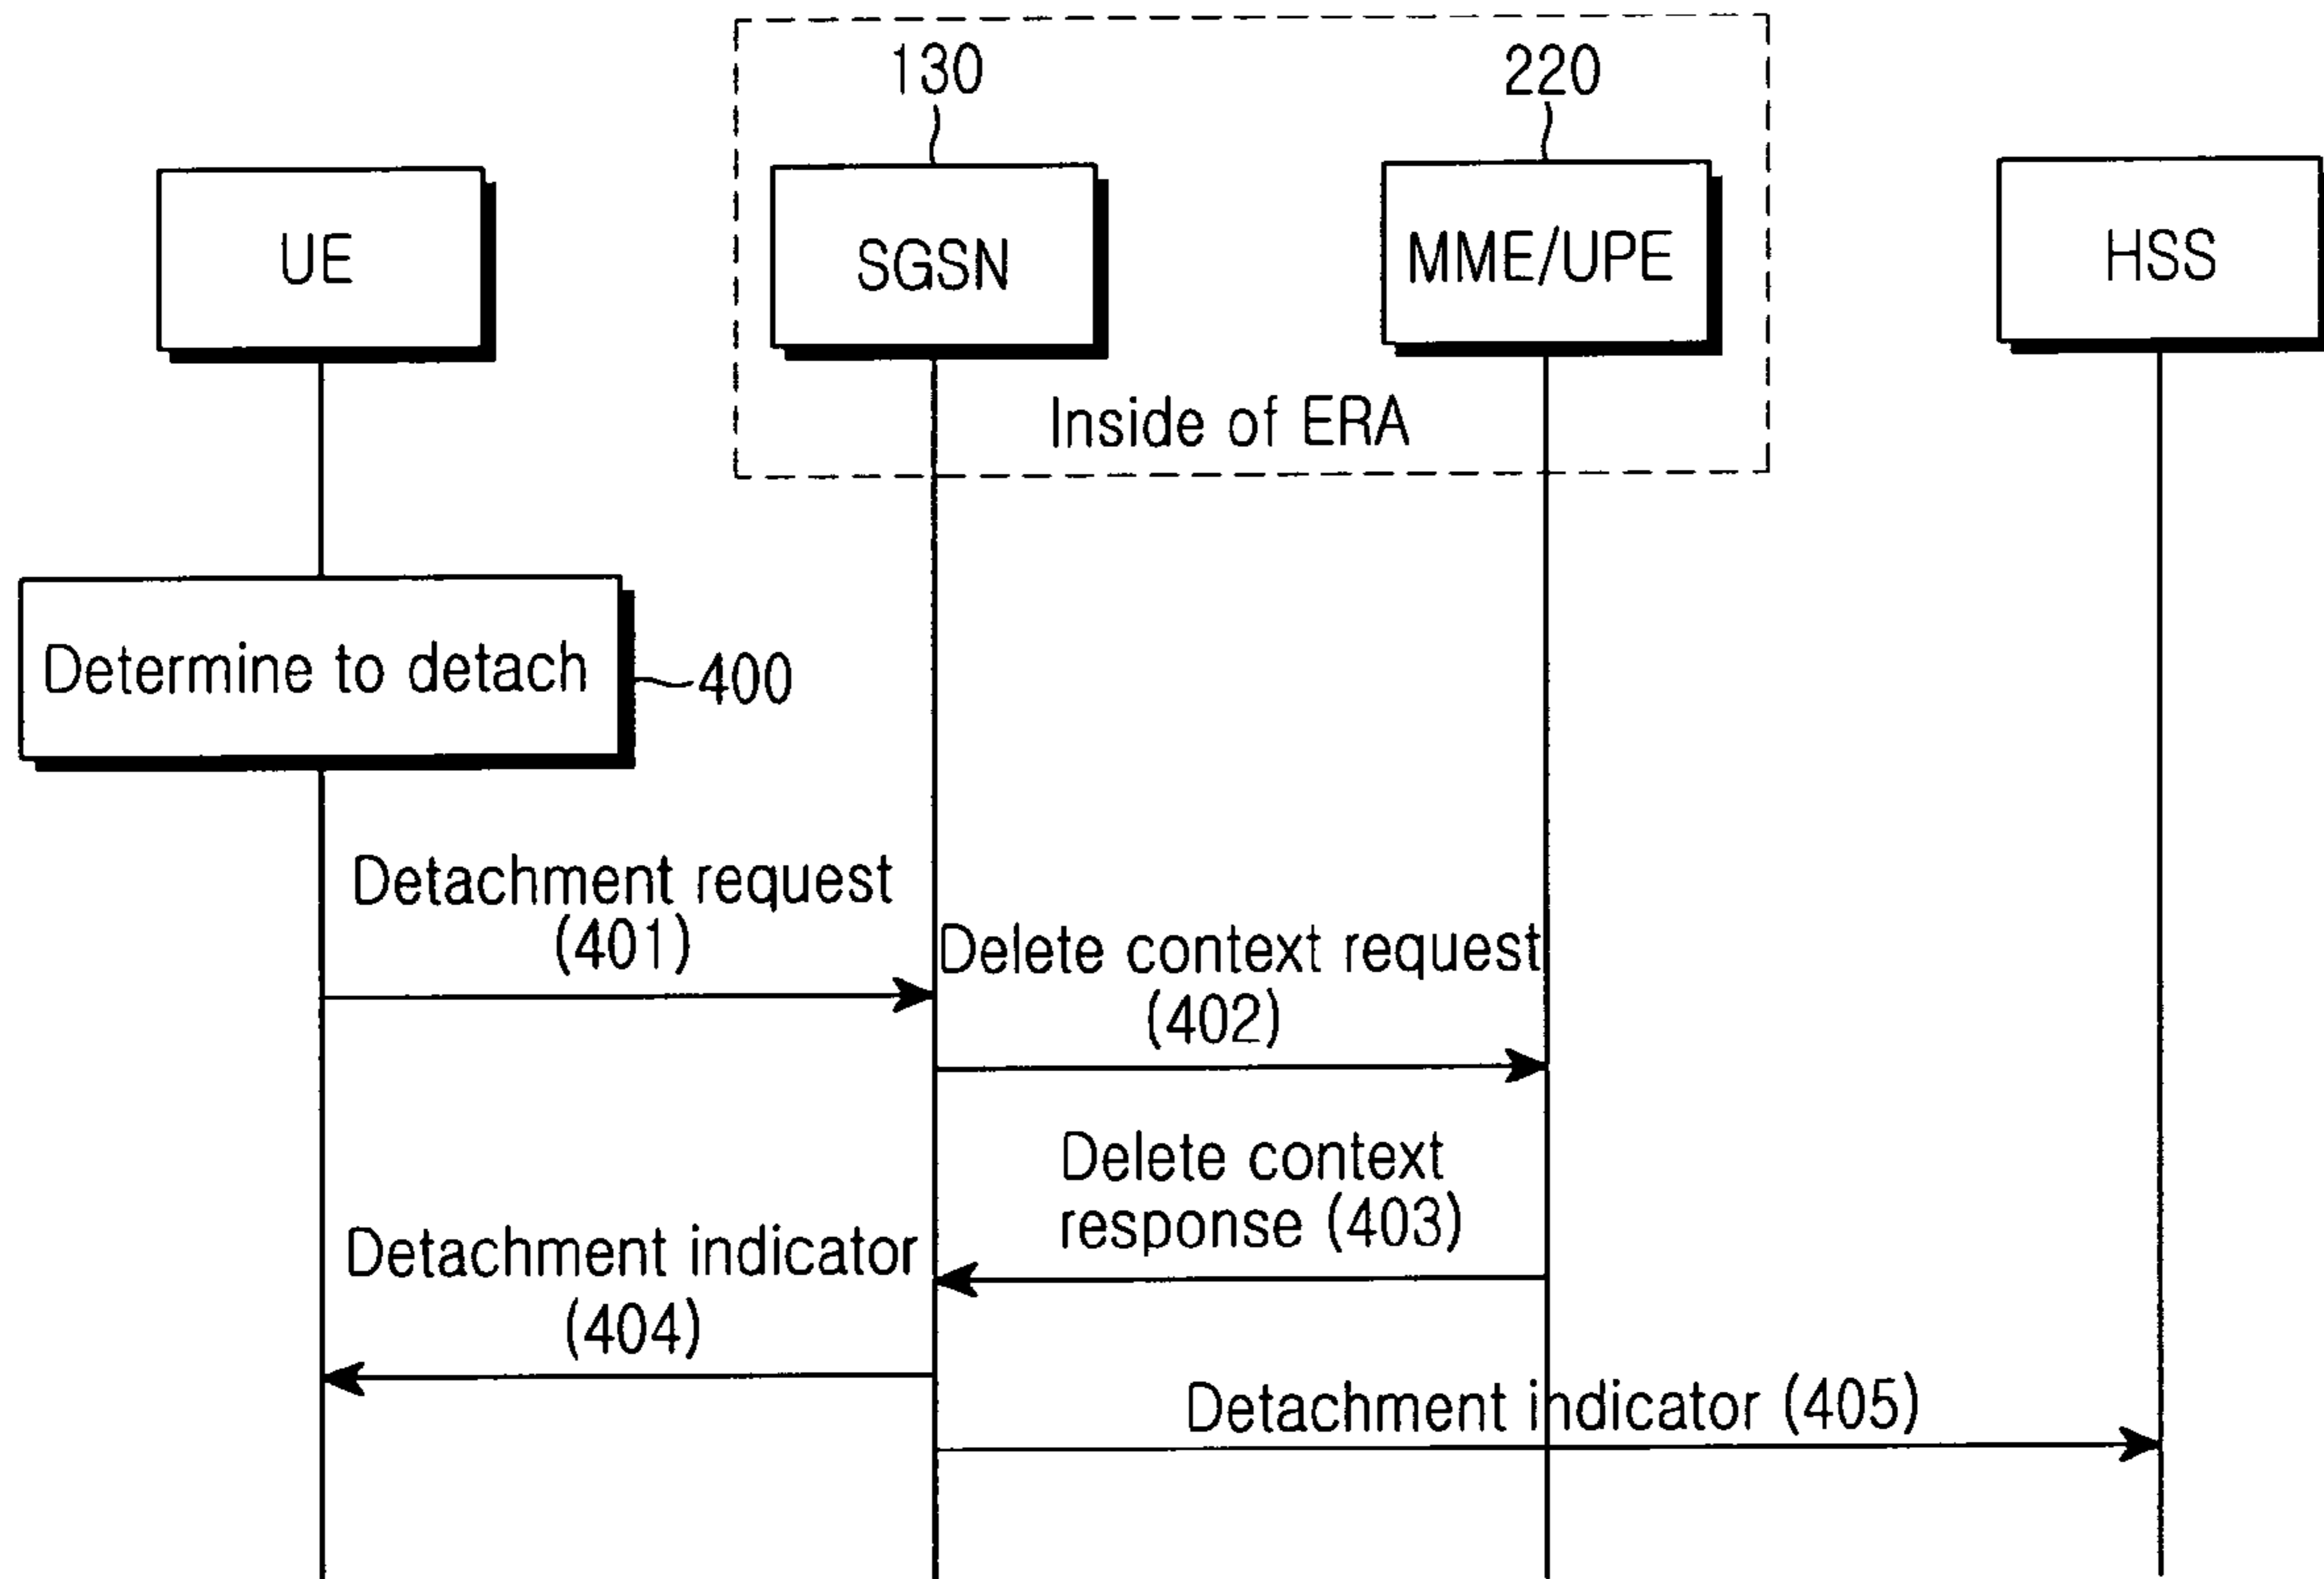 130
220
UE
SGSN
MME/UPE
HSS
Inside of ERA
Determine to detach
400
Detachment request
(401)
Delete context request
(402)
Delete context
response (403)
Detachment indicator
(404)
Detachment indicator (405)